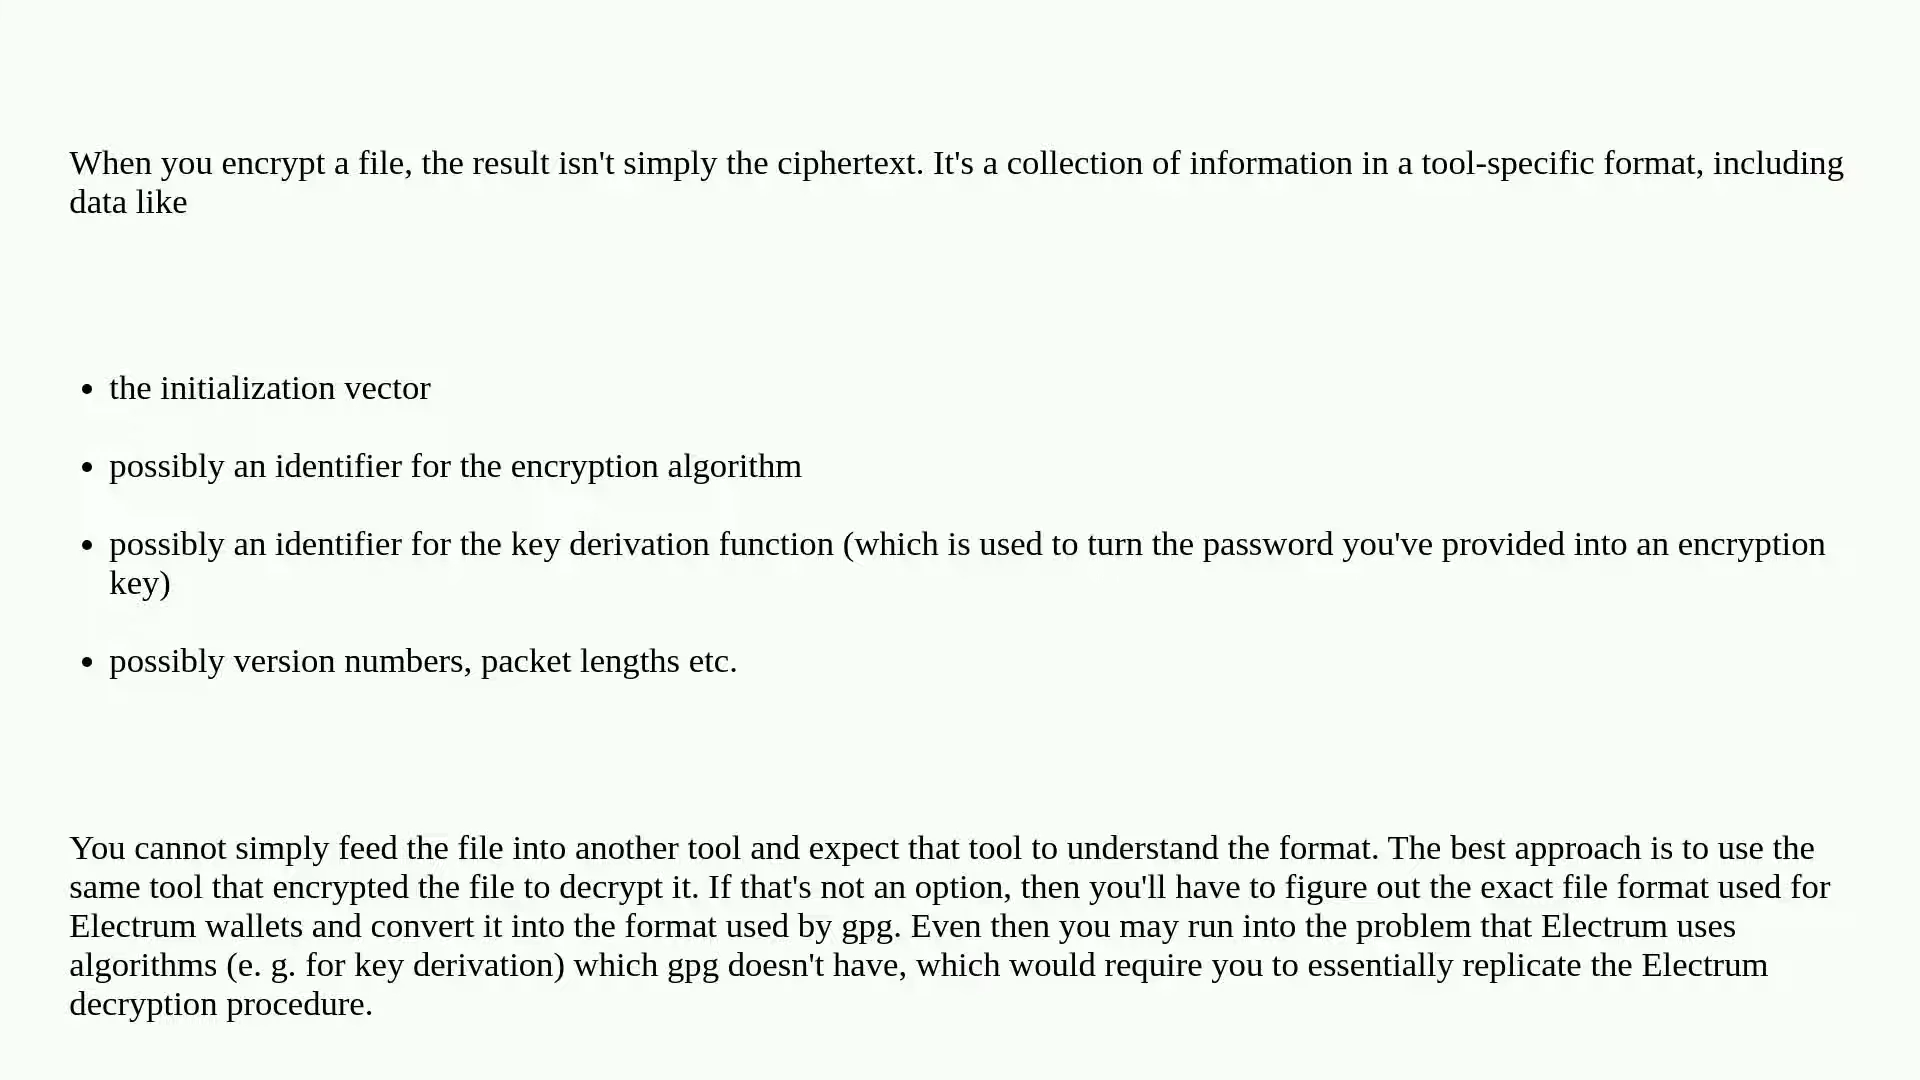 When you encrypt a file, the result isn't simply the ciphertext. It's a collection of information in a tool-specific format, including
data like
• the initialization vector
• possibly an identifier for the encryption algorithm
• possibly an identifier for the key derivation function (which is used to turn the password you've provided into an encryption
key)
• possibly version numbers, packet lengths etc.
You cannot simply feed the file into another tool and expect that tool to understand the format. The best approach is to use the
same tool that encrypted the file to decrypt it. If that's not an option, then you'll have to figure out the exact file format used for
Electrum wallets and convert it into the format used by gpg. Even then you may run into the problem that Electrum uses
algorithms (e. g. for key derivation) which gpg doesn't have, which would require you to essentially replicate the Electrum
decryption procedure.